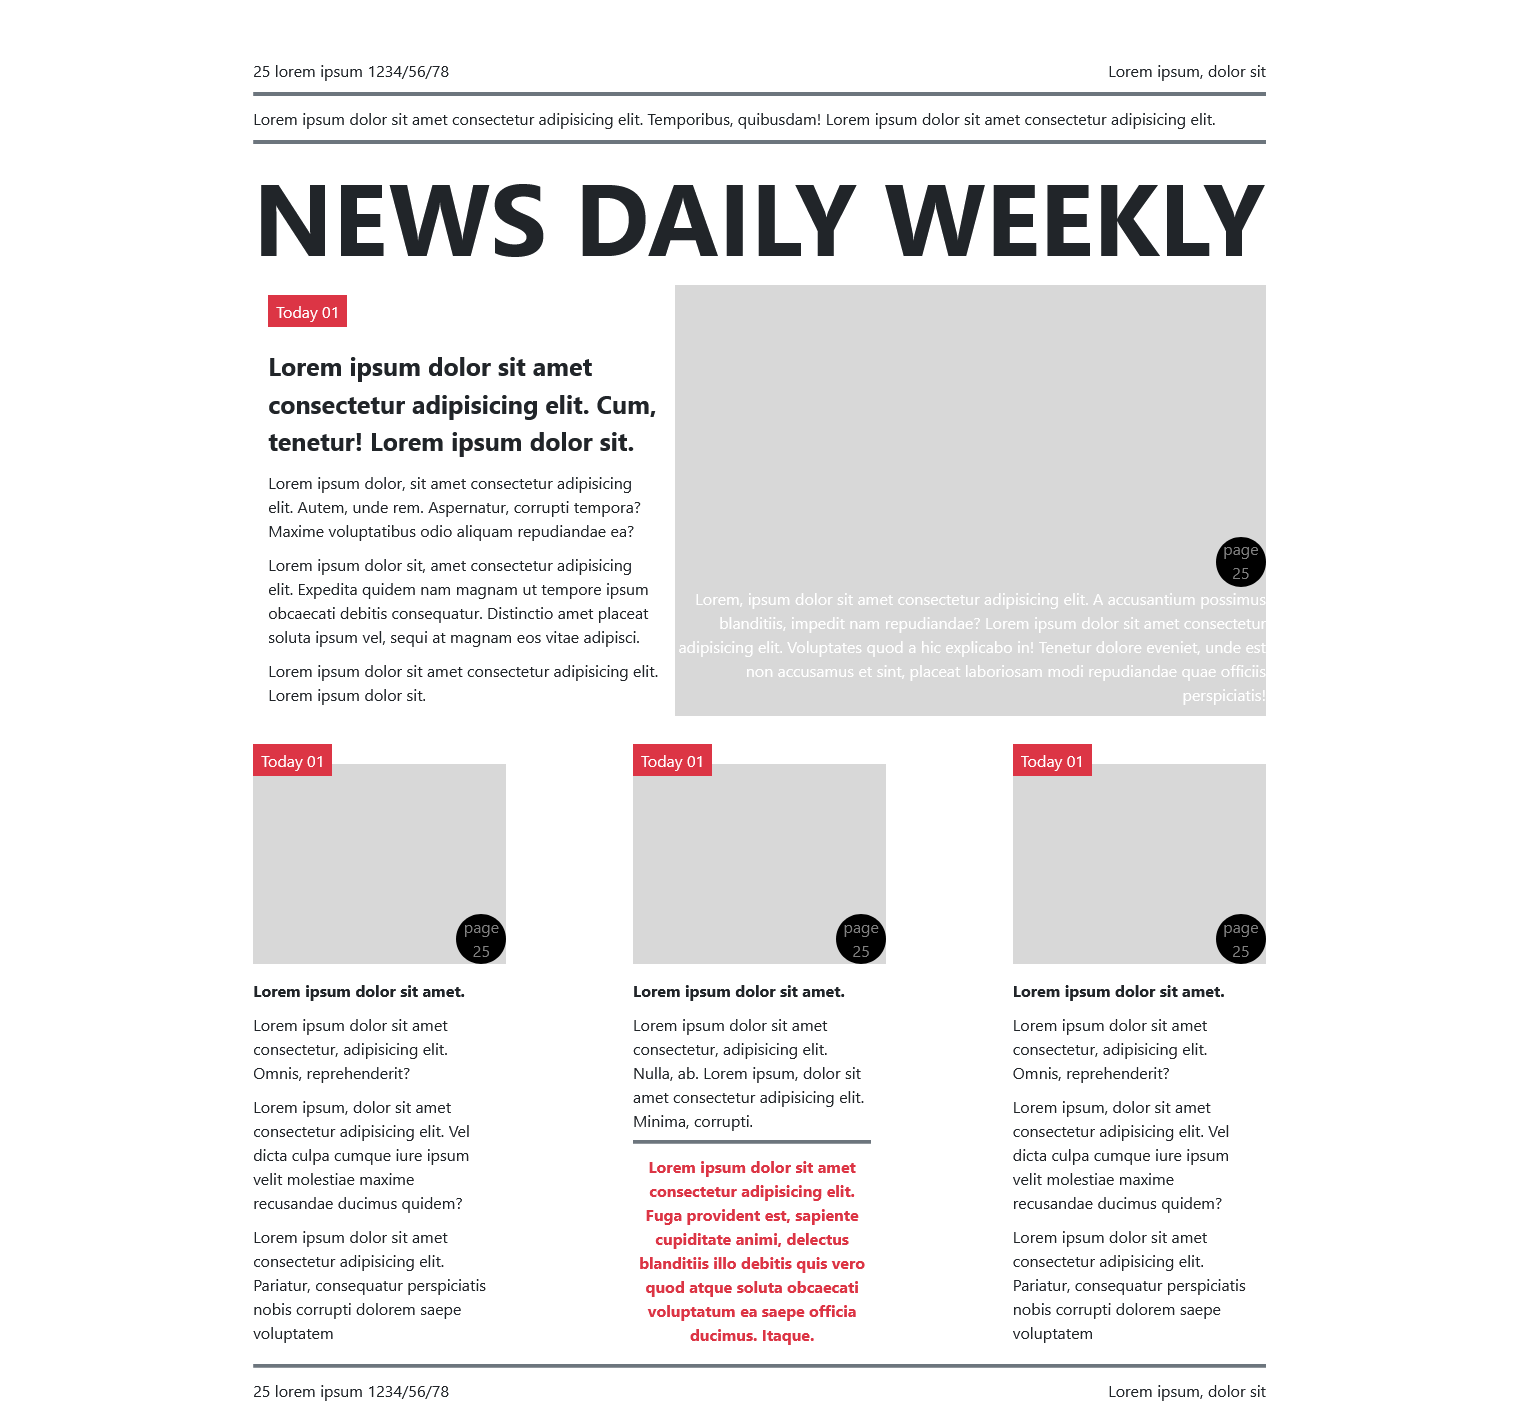 25 lorem ipsum 1234/56/78
Lorem ipsum, dolor sit
Lorem ipsum dolor sit amet consectetur adipisicing elit. Temporibus, quibusdam! Lorem ipsum dolor sit amet consectetur adipisicing elit.
NEWS DAILY WEEKLY
Today 01
Lorem ipsum dolor sit amet
consectetur adipisicing elit. Cum,
tenetur! Lorem ipsum dolor sit.
Lorem ipsum dolor, sit amet consectetur adipisicing
elit. Autem, unde rem. Aspernatur, corrupti tempora?
Maxime voluptatibus odio aliquam repudiandae ea?
Lorem ipsum dolor sit, amet consectetur adipisicing
elit. Expedita quidem nam magnam ut tempore ipsum
obcaecati debitis consequatur. Distinctio amet placeat
soluta ipsum vel, sequi at magnam eos vitae adipisci.
Lorem ipsum dolor sit amet consectetur adipisicing elit.
Lorem ipsum dolor sit.
page
25
Lorem, ipsum dolor sit amet consectetur adipisicing elit. A accusantium possimus
blanditiis, impedit nam repudiandae? Lorem ipsum dolor sit amet consectetur
adipisicing elit. Voluptates quod a hic explicabo in! Tenetur dolore eveniet, unde est
non accusamus et sint, placeat laboriosam modi repudiandae quae officiis
perspiciatis!
Today 01
page
25
Lorem ipsum dolor sit amet.
Lorem ipsum dolor sit amet
consectetur, adipisicing elit.
Omnis, reprehenderit?
Lorem ipsum, dolor sit amet
consectetur adipisicing elit. Vel
dicta culpa cumque iure ipsum
velit molestiae maxime
recusandae ducimus quidem?
Lorem ipsum dolor sit amet
consectetur adipisicing elit.
Pariatur, consequatur perspiciatis
nobis corrupti dolorem saepe
voluptatem
Today 01
page
25
Lorem ipsum dolor sit amet.
Lorem ipsum dolor sit amet
consectetur, adipisicing elit.
Nulla, ab. Lorem ipsum, dolor sit
amet consectetur adipisicing elit.
Minima, corrupti.
Lorem ipsum dolor sit amet
consectetur adipisicing elit.
Fuga provident est, sapiente
cupiditate animi, delectus
blanditiis illo debitis quis vero
quod atque soluta obcaecati
voluptatum ea saepe officia
ducimus. Itaque.
Today 01
page
25
Lorem ipsum dolor sit amet.
Lorem ipsum dolor sit amet
consectetur, adipisicing elit.
Omnis, reprehenderit?
Lorem ipsum, dolor sit amet
consectetur adipisicing elit. Vel
dicta culpa cumque iure ipsum
velit molestiae maxime
recusandae ducimus quidem?
Lorem ipsum dolor sit amet
consectetur adipisicing elit.
Pariatur, consequatur perspiciatis
nobis corrupti dolorem saepe
voluptatem
25 lorem ipsum 1234/56/78
Lorem ipsum, dolor sit